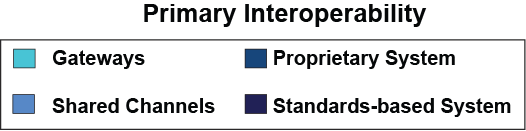 Primary Interoperability
Gateways Proprietary System
Shared Channels Standards-based System